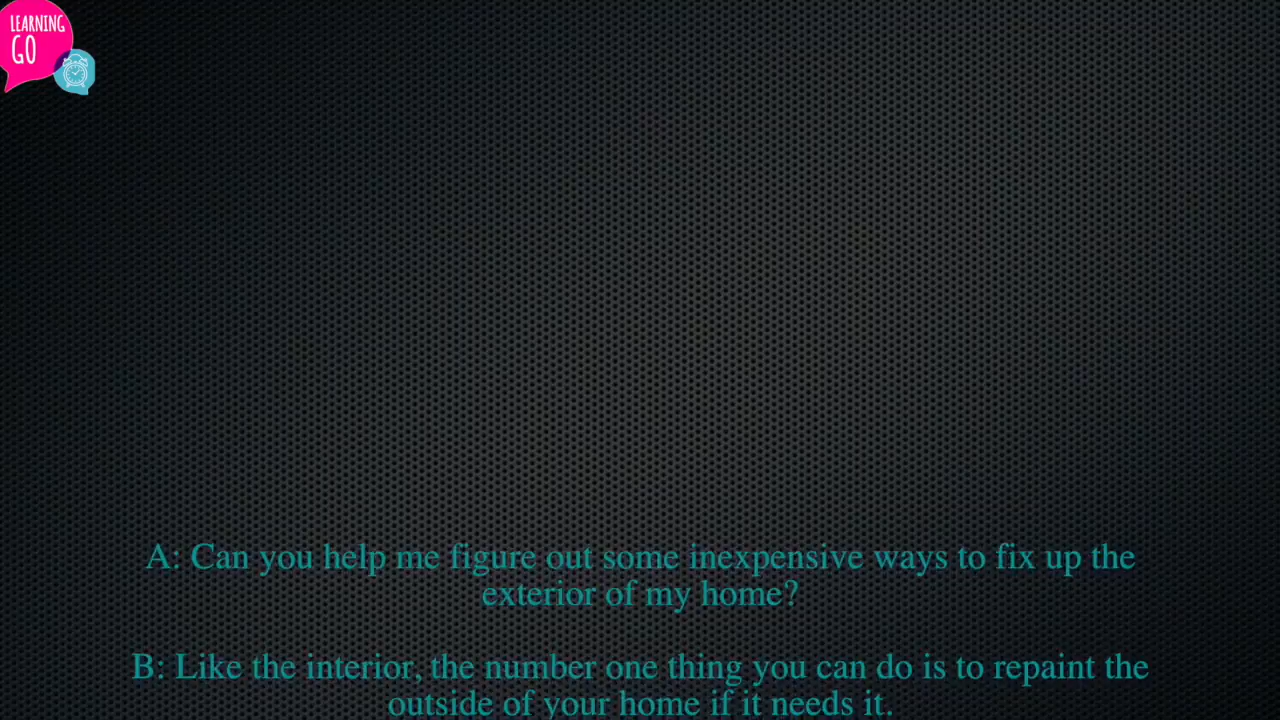 LEARNING
GO
A: Can you help me figure out some inexpensive ways to fix up the
exterior of my home?
B: Like the interior, the number one thing you can do is to repaint the
outside of your home if it needs it.